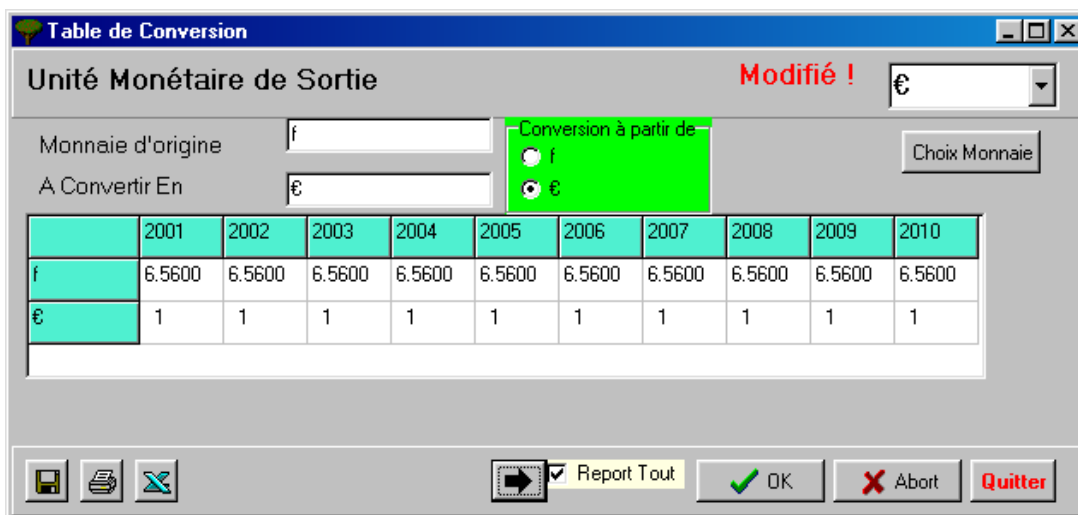 Table de Conversion
Unité Monétaire de Sortie Modifié ! €
Monnaie d'origine f Conversion à partir de
f Choix Monnaie
A Convertir En € €
2001 2002 2003 2004 2005 2006 2007 2008 2009 2010
f 6.5600 6.5600 6.5600 6.5600 6.5600 6.5600 6.5600 6.5600 6.5600 6.5600
€ 1 1 1 1 1 1 1 1 1 1
Report Tout OK Abort Quitter